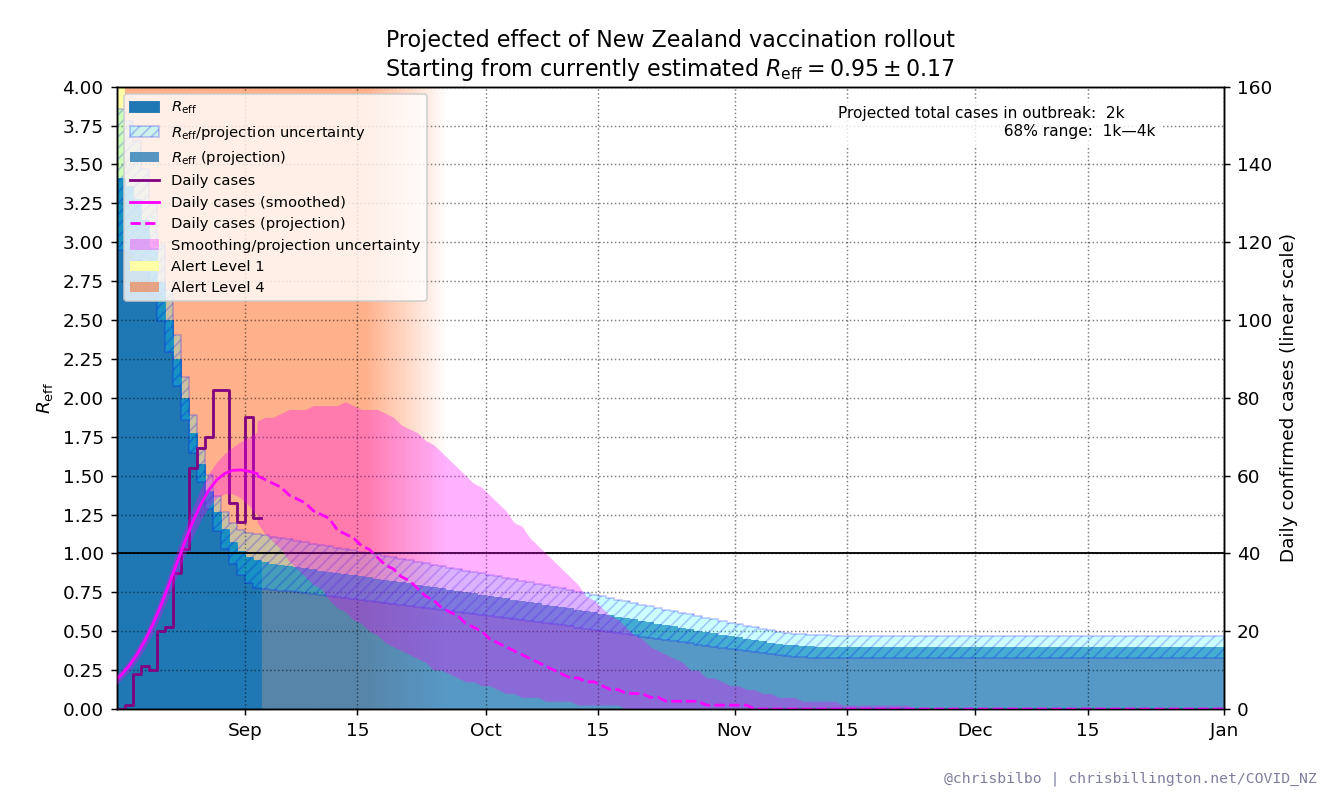 Projected effect of New Zealand vaccination rollout
Starting from currently estimated R_eff = 0.95 ± 0.17
4.00
3.75
3.50
3.25
3.00
2.75
2.50
2.25
2.00
1.75
1.50
1.25
1.00
0.75
0.50
0.25
0.00
R_eff
R_eff
R_eff/projection uncertainty
R_eff (projection)
Daily cases
Daily cases (smoothed)
Daily cases (projection)
Smoothing/projection uncertainty
Alert Level 1
Alert Level 4
Projected total cases in outbreak: 2k
68% range: 1k—4k
160
140
120
100
80
60
40
20
0
Daily confirmed cases (linear scale)
Sep 15 Oct 15 Nov 15 Dec 15 Jan
@chrisbilbo | chrisbillington.net/COVID_NZ